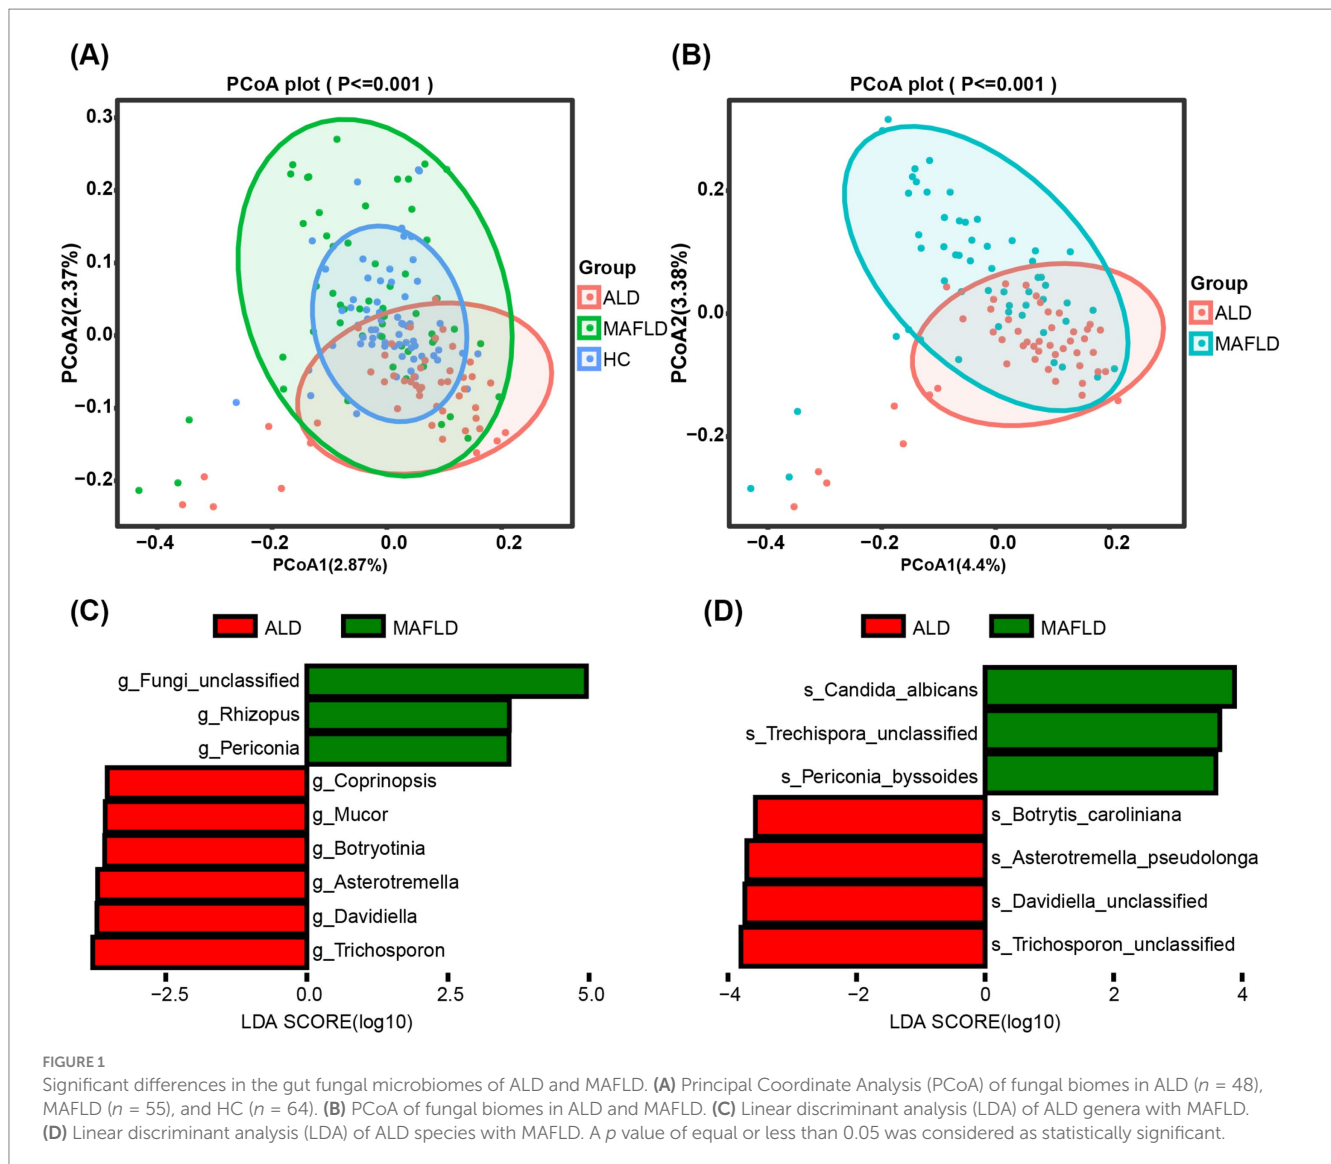 (A)
PCoA plot ( P<=0.001 )
0.3
0.2
0.1
0.0
−0.1
−0.2
PCoA2(2.37%)
−0.4
−0.2
0.0
0.2
PCoA1(2.87%)
Group
ALD
MAFLD
HC
(B)
PCoA plot ( P<=0.001 )
0.2
0.0
−0.2
PCoA2(3.38%)
−0.4
−0.2
0.0
0.2
PCoA1(4.4%)
Group
ALD
MAFLD
(C)
ALD
MAFLD
g_Fungi_unclassified
g_Rhizopus
g_Periconia
g_Coprinopsis
g_Mucor
g_Botryotinia
g_Asterotremella
g_Davidiella
g_Trichosporon
−2.5
0.0
2.5
5.0
LDA SCORE(log10)
(D)
ALD
MAFLD
s_Candida_albicans
s_Trechispora_unclassified
s_Periconia_byssoides
s_Botrytis_caroliniana
s_Asterotremella_pseudolonga
s_Davidiella_unclassified
s_Trichosporon_unclassified
−4
−2
0
2
4
LDA SCORE(log10)
FIGURE 1
Significant differences in the gut fungal microbiomes of ALD and MAFLD. (A) Principal Coordinate Analysis (PCoA) of fungal biomes in ALD (n = 48),
MAFLD (n = 55), and HC (n = 64). (B) PCoA of fungal biomes in ALD and MAFLD. (C) Linear discriminant analysis (LDA) of ALD genera with MAFLD.
(D) Linear discriminant analysis (LDA) of ALD species with MAFLD. A p value of equal or less than 0.05 was considered as statistically significant.